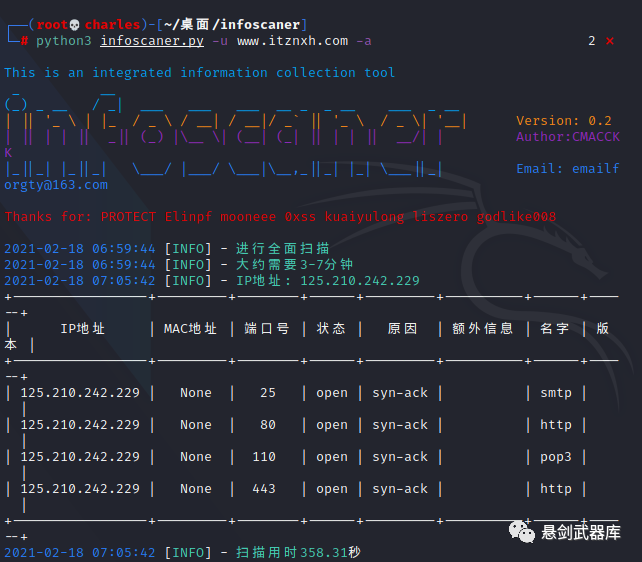 ┌──(root💀charles)-[~/桌面/infoscaner]
└─# python3 infoscaner.py -u www.itznxh.com -a 2 ⨯
This is an integrated information collection tool
Version: 0.2
Author:CMACCK
K
Email: emailf
orgty@163.com
Thanks for: PROTECT Elinpf mooneee 0xss kuaiyulong liszero godlike008
2021-02-18 06:59:44 [INFO] - 进行全面扫描
2021-02-18 06:59:44 [INFO] - 大约需要3-7分钟
2021-02-18 07:05:42 [INFO] - IP地址: 125.210.242.229
| IP地址 | MAC地址 | 端口号 | 状态 | 原因 | 额外信息 | 名字 | 版
本 |
| 125.210.242.229 | None | 25 | open | syn-ack | | smtp |
|
| 125.210.242.229 | None | 80 | open | syn-ack | | http |
|
| 125.210.242.229 | None | 110 | open | syn-ack | | pop3 |
|
| 125.210.242.229 | None | 443 | open | syn-ack | | http |
|
2021-02-18 07:05:42 [INFO] - 扫描用时358.31秒
悬剑武器库